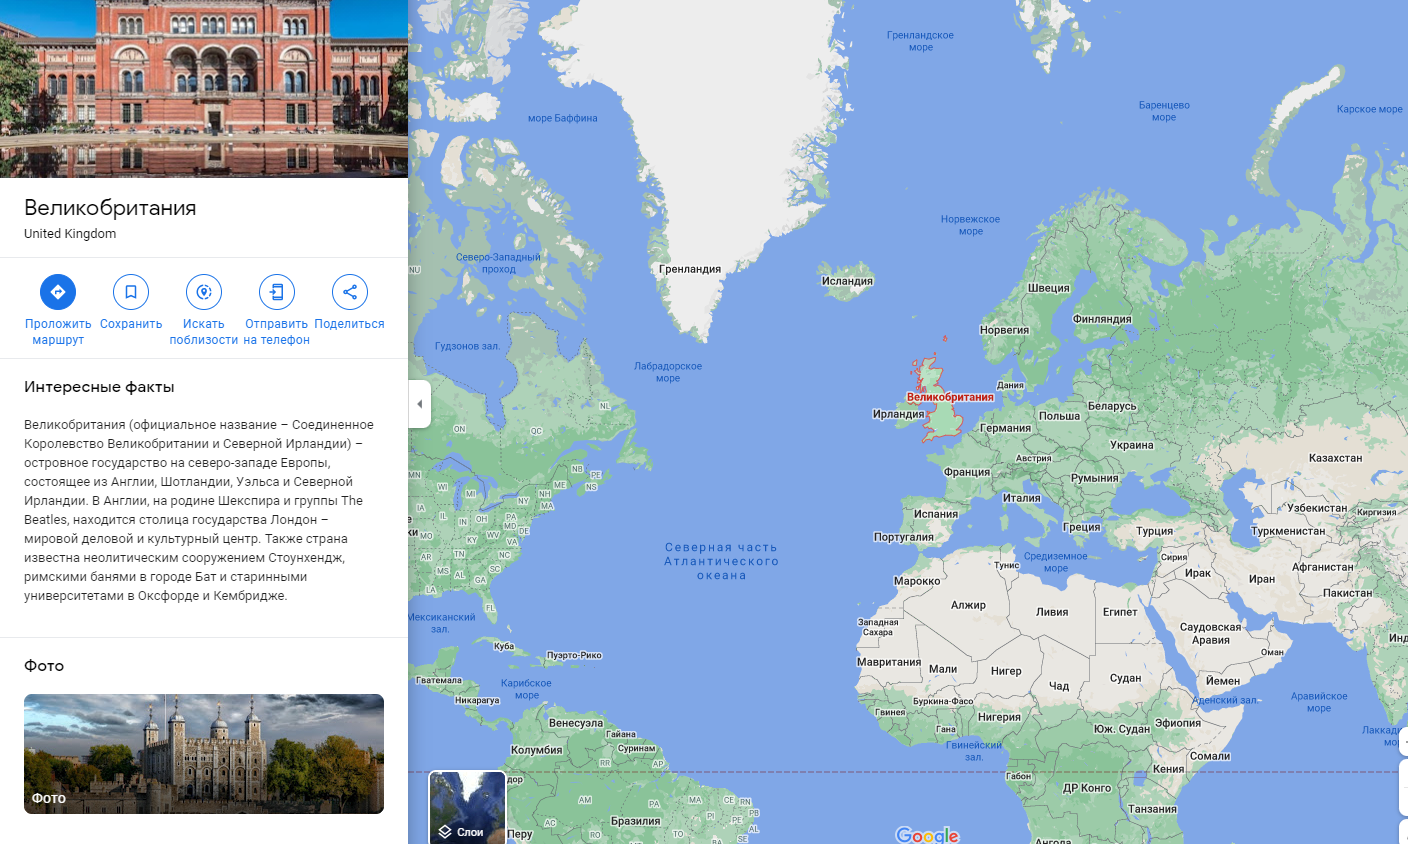 Великобритания
United Kingdom
Проложить маршрут
Сохранить
Искать поблизости
Отправить на телефон
Поделиться
Интересные факты
Великобритания (официальное название – Соединенное
Королевство Великобритании и Северной Ирландии) –
островное государство на северо-западе Европы,
состоящее из Англии, Шотландии, Уэльса и Северной
Ирландии. В Англии, на родине Шекспира и группы The
Beatles, находится столица государства Лондон –
мировой деловой и культурный центр. Также страна
известна неолитическим сооружением Стоунхендж,
римскими банями в городе Бат и старинными
университетами в Оксфорде и Кембридже.
Фото
Фото
Слои
Гренландское
море
Баренцево
море
Карское море
море Баффина
Норвежское
море
Северо-Западный
проход
NU
Гренландия
Исландия
Швеция
Финляндия
Норвегия
Гудзонов зал.
Лабрадорское
море
Дания
Великобритания
Ирландия
Польша
Беларусь
Германия
Украина
Австрия
Франция
Румыния
Казахстан
Италия
Испания
Португалия
Греция
Турция
Узбекистан
Киргизия
Туркменистан
NL
ON
QC
MN
NB
PE
NS
WI
MI
ME
NH
NY
MA
IA
IL
IN
OH
PA
NJ
MD
DE
MO
KY
WV
VA
AR
TN
NC
MS
AL
SC
GA
LA
FL
ки
Северная часть
Атлантического
океана
Средиземное
море
Тунис
Сирия
Ирак
Иран
Афганистан
Пакистан
Марокко
Алжир
Ливия
Египет
Западная
Сахара
Саудовская
Аравия
Оман
Инд
Мавритания
Мали
Нигер
Чад
Судан
Йемен
Аденский зал.
Аравийское
море
Лаккад
мо
Мексиканский
зал.
Куба
Пуэрто-Рико
Гватемала
Карибское
море
Никарагуа
Буркина-Фасо
Гвинея
Нигерия
Гана
Гвинейский
зал.
Юж. Судан
Эфиопия
Сомали
Кения
Габон
ДР Конго
Танзания
Ангола
Венесуэла
Гайана
Колумбия
Суринам
RR
AP
дор
AM
PA
MA
CE
RN
PB
PI
PE
AL
SE
AC
RO
TO
Бразилия
Перу
Google